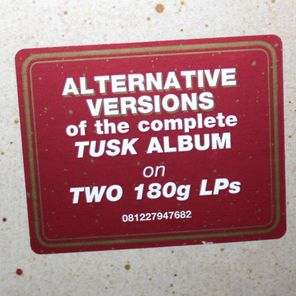 ALTERNATIVE
VERSIONS
of the complete
TUSK ALBUM
on
TWO 180g LPs
081227947682